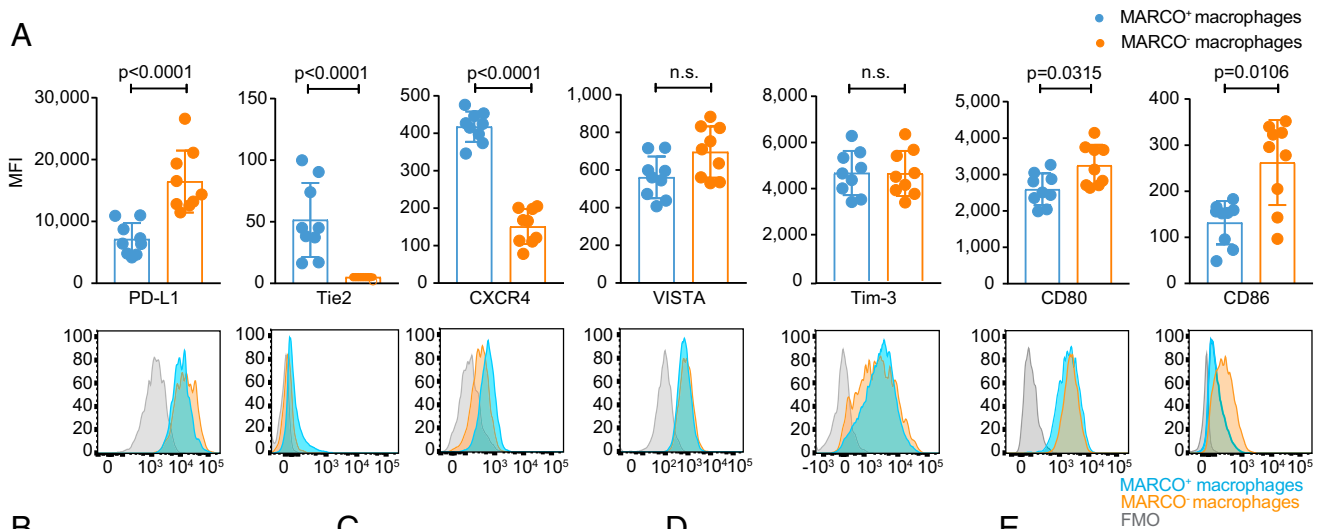 A
MARCO⁺ macrophages
MARCO⁻ macrophages
p<0.0001
p<0.0001
p<0.0001
n.s.
n.s.
p=0.0315
p=0.0106
MFI
30,000
20,000
10,000
0
PD-L1
150
100
50
0
Tie2
500
400
300
200
100
0
CXCR4
1,000
800
600
400
200
0
VISTA
8,000
6,000
4,000
2,000
0
Tim-3
5,000
4,000
3,000
2,000
1,000
0
CD80
400
300
200
100
0
CD86
100
80
60
40
20
0
0 10³ 10⁴ 10⁵
100
80
60
40
20
0
0 10³ 10⁴ 10⁵
100
80
60
40
20
0
0 10³ 10⁴ 10⁵
100
80
60
40
20
0
0 10² 10³ 10⁴ 10⁵
100
80
60
40
20
0
-10³ 0 10³ 10⁴ 10⁵
100
80
60
40
20
0
0 10³ 10⁴ 10⁵
100
80
60
40
20
0
0 10³ 10⁴ 10⁵
MARCO⁺ macrophages
MARCO⁻ macrophages
FMO
B C D E